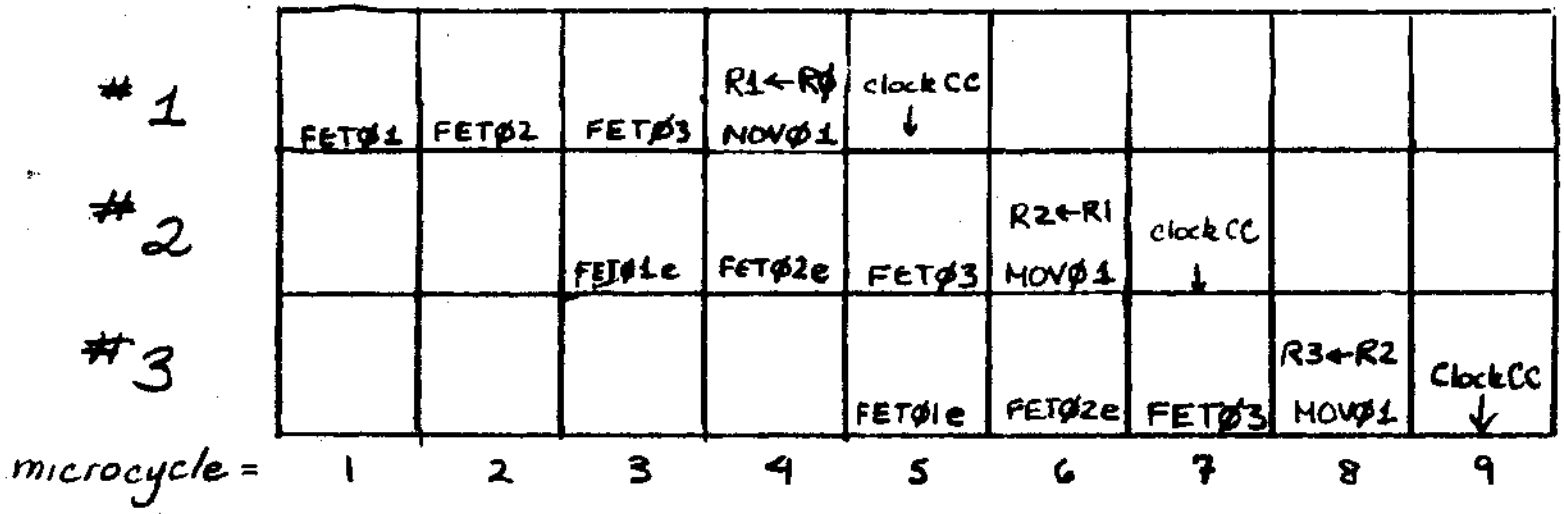 #1 FETØ1 FETØ2 FETØ3 R1←RØ MOVØ1 clock CC ↓
#2 FETØ1e FETØ2e FETØ3 R2←R1 MOVØ1 clock CC ↓
#3 FETØ1e FETØ2e FETØ3 R3←R2 MOVØ1 Clock CC ↓
microcycle = 1 2 3 4 5 6 7 8 9